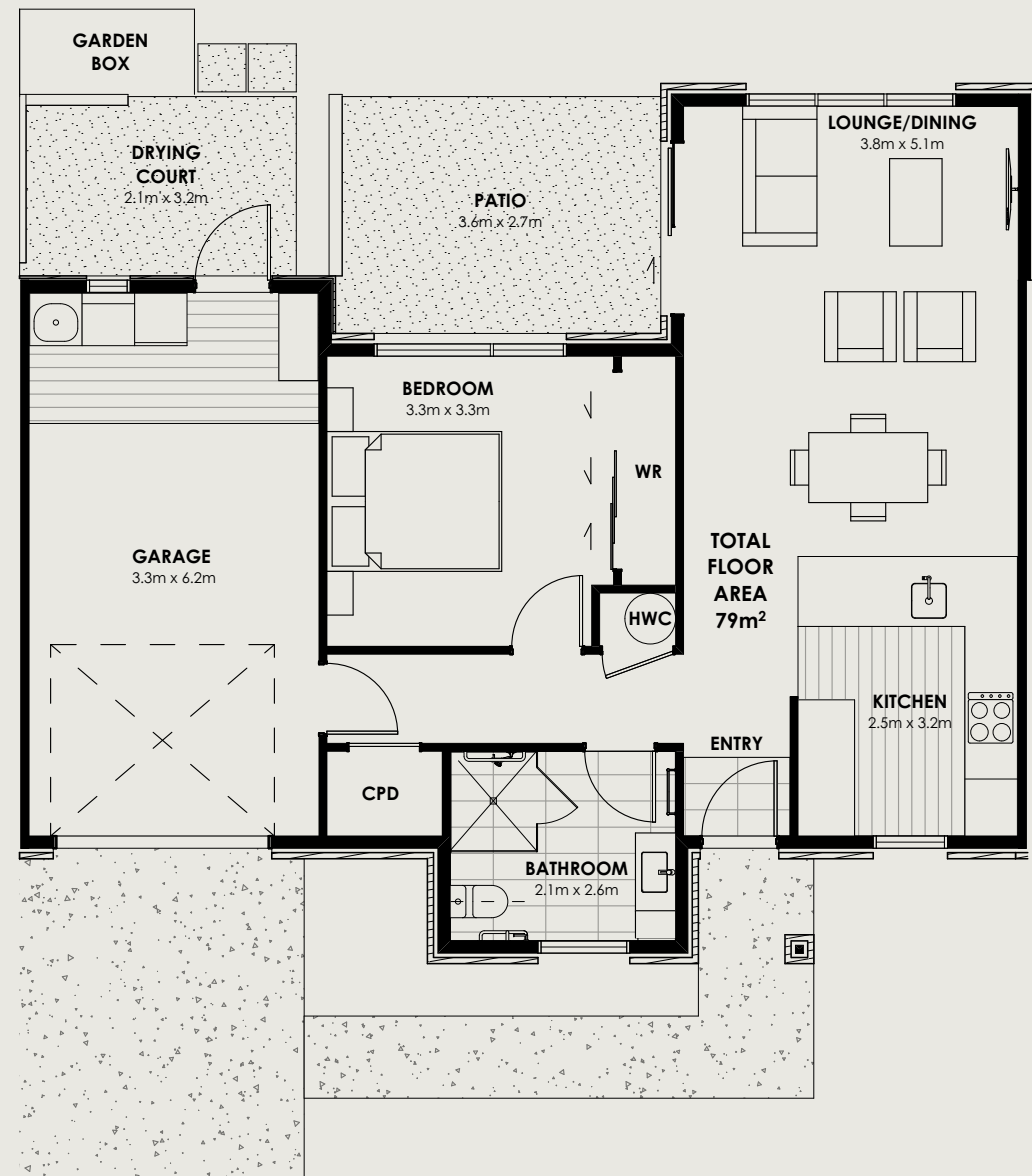 GARDEN
BOX
DRYING
COURT
2.1m x 3.2m
PATIO
3.6m x 2.7m
LOUNGE/DINING
3.8m x 5.1m
BEDROOM
3.3m x 3.3m
WR
GARAGE
3.3m x 6.2m
TOTAL
FLOOR
AREA
79m²
HWC
KITCHEN
2.5m x 3.2m
ENTRY
CPD
BATHROOM
2.1m x 2.6m